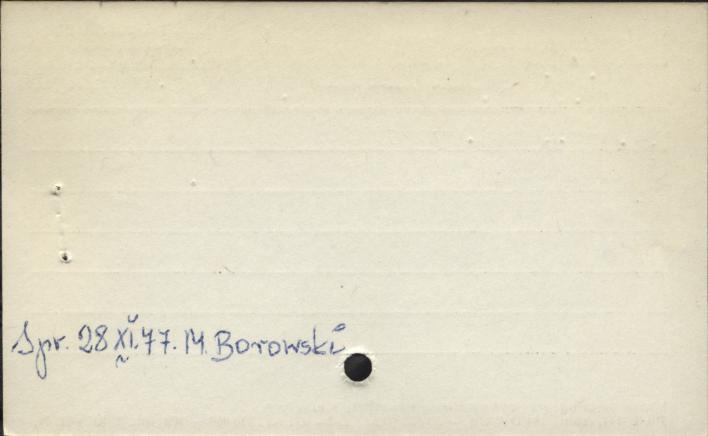 Spr. 28 XI.77. M. Borowski